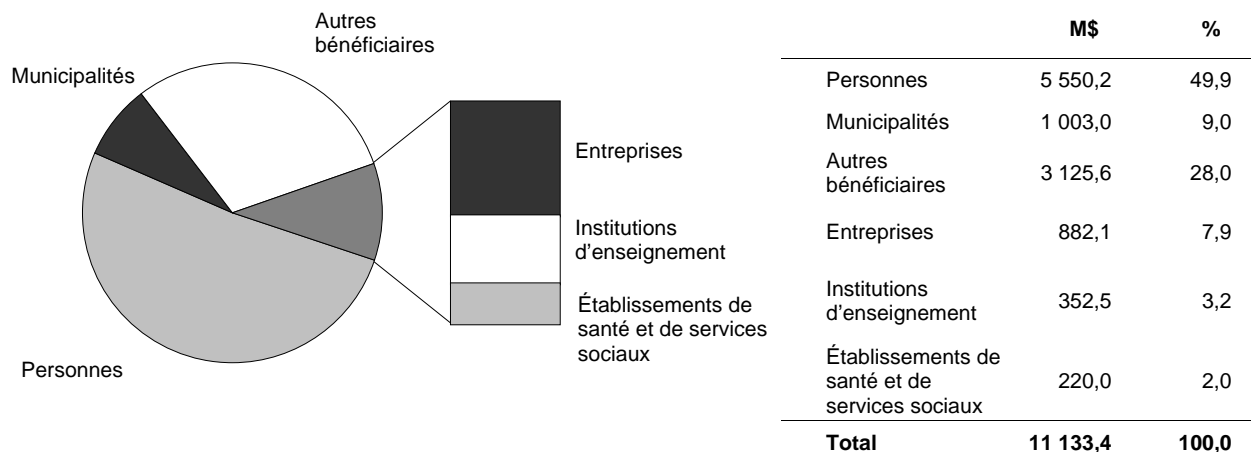 Autres
bénéficiaires
Municipalités
Personnes
Entreprises
Institutions
d'enseignement
Établissements de
santé et de services
sociaux
M$ %
Personnes 5 550,2 49,9
Municipalités 1 003,0 9,0
Autres
bénéficiaires 3 125,6 28,0
Entreprises 882,1 7,9
Institutions
d'enseignement 352,5 3,2
Établissements de
santé et de 220,0 2,0
services sociaux
Total 11 133,4 100,0